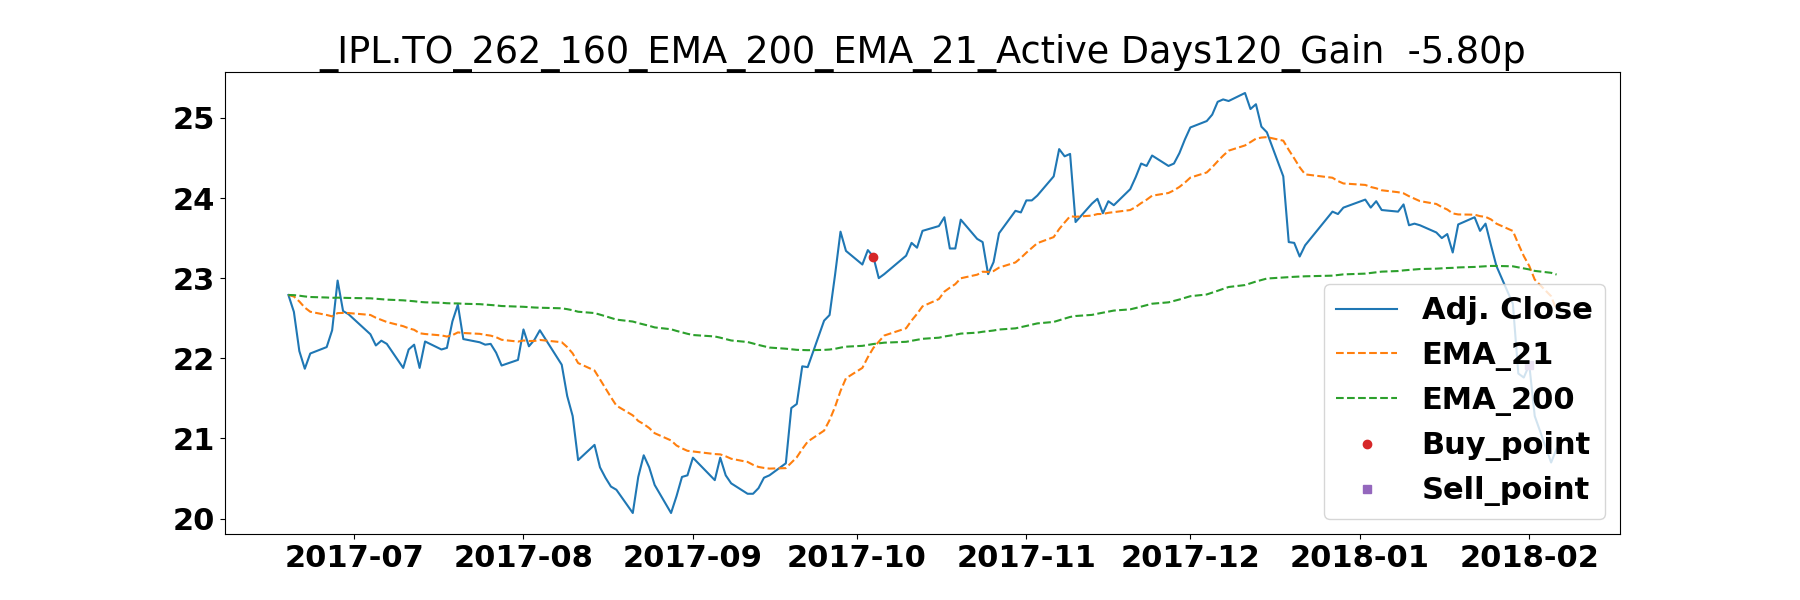 _IPL.TO_262_160_EMA_200_EMA_21_Active Days120_Gain  -5.80p
25
24
23
22
21
20
Adj. Close
EMA_21
EMA_200
Buy_point
Sell_point
2017-07 2017-08 2017-09 2017-10 2017-11 2017-12 2018-01 2018-02